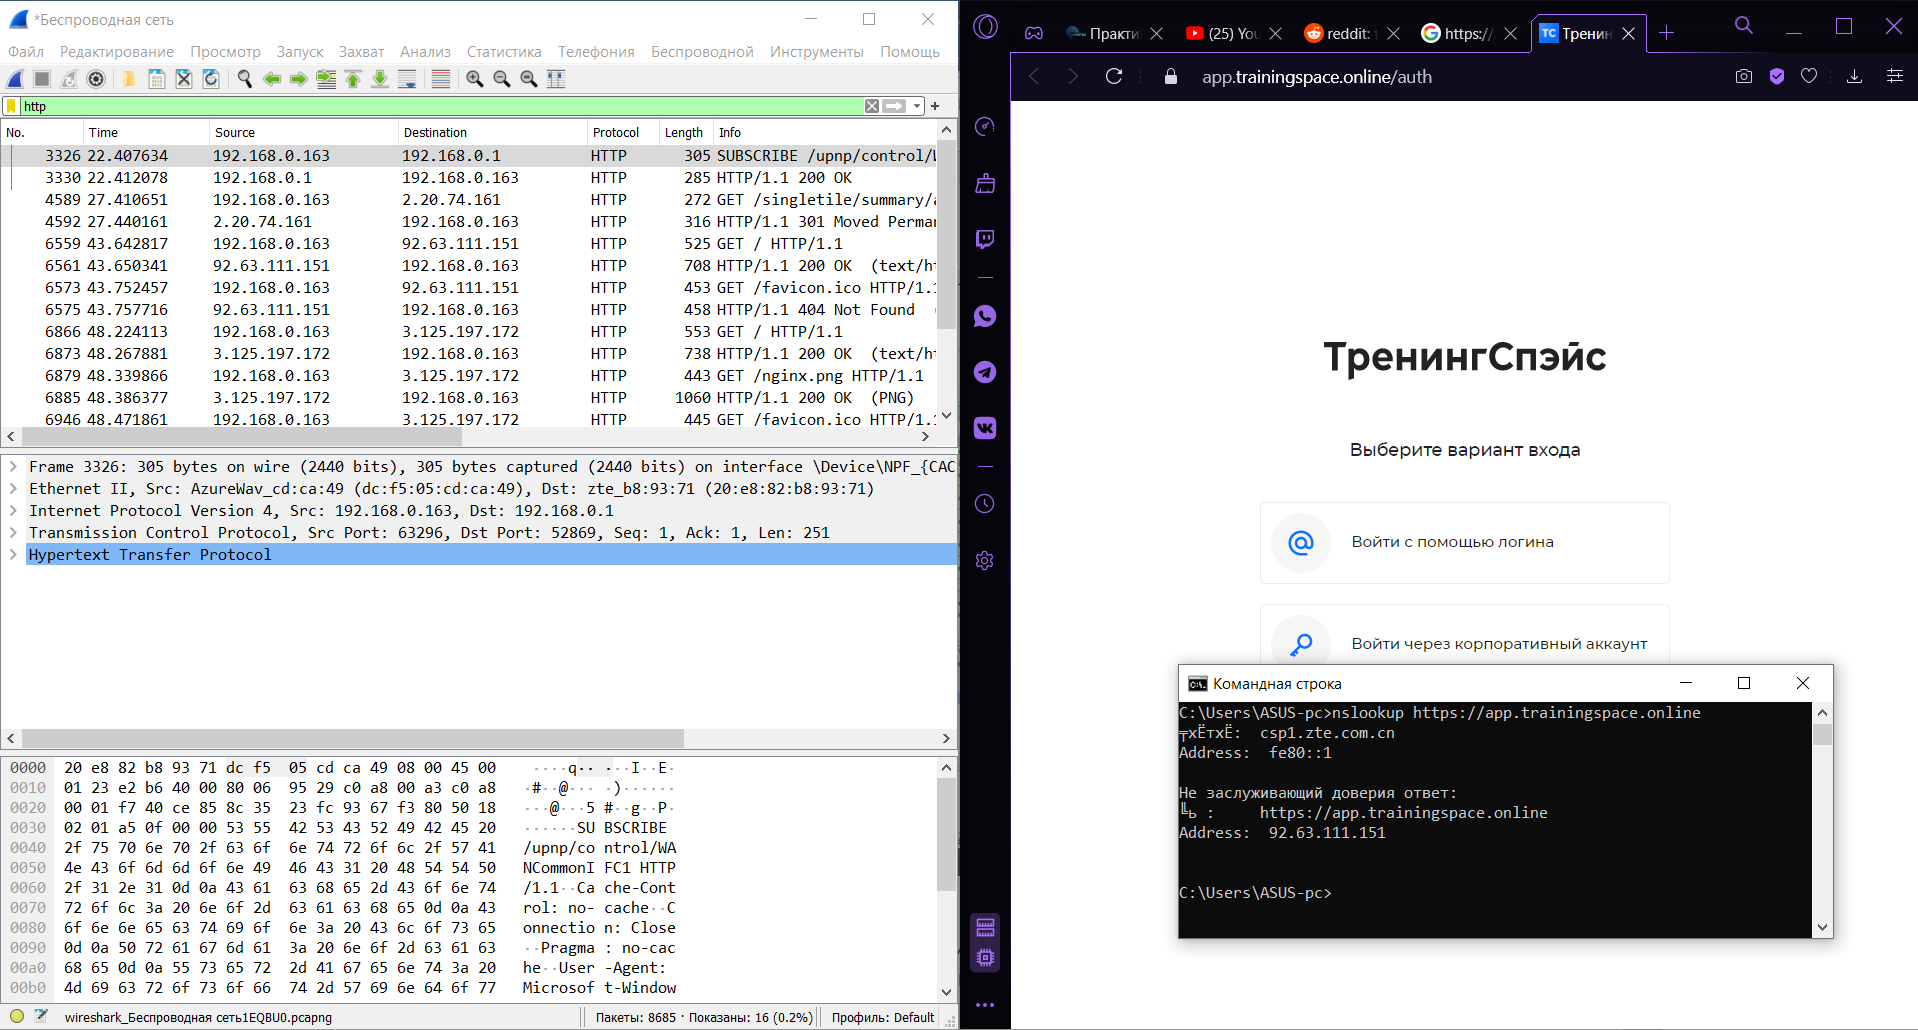 *Беспроводная сеть
Файл Редактирование Просмотр Запуск Захват Анализ Статистика Телефония Беспроводной Инструменты Помощь
http
No. Time Source Destination Protocol Length Info
3326 22.407634 192.168.0.163 192.168.0.1 HTTP 305 SUBSCRIBE /upnp/control/W
3330 22.412078 192.168.0.1 192.168.0.163 HTTP 285 HTTP/1.1 200 OK
4589 27.410651 192.168.0.163 2.20.74.161 HTTP 272 GET /singletile/summary/a
4592 27.440161 2.20.74.161 192.168.0.163 HTTP 316 HTTP/1.1 301 Moved Perman
6559 43.642817 192.168.0.163 92.63.111.151 HTTP 525 GET / HTTP/1.1
6561 43.650341 92.63.111.151 192.168.0.163 HTTP 708 HTTP/1.1 200 OK (text/ht
6573 43.752457 192.168.0.163 92.63.111.151 HTTP 453 GET /favicon.ico HTTP/1.1
6575 43.757716 92.63.111.151 192.168.0.163 HTTP 458 HTTP/1.1 404 Not Found (
6866 48.224113 192.168.0.163 3.125.197.172 HTTP 553 GET / HTTP/1.1
6873 48.267881 3.125.197.172 192.168.0.163 HTTP 738 HTTP/1.1 200 OK (text/ht
6879 48.339866 192.168.0.163 3.125.197.172 HTTP 443 GET /nginx.png HTTP/1.1
6885 48.386377 3.125.197.172 192.168.0.163 HTTP 1060 HTTP/1.1 200 OK (PNG)
6946 48.471861 192.168.0.163 3.125.197.172 HTTP 445 GET /favicon.ico HTTP/1.1
Frame 3326: 305 bytes on wire (2440 bits), 305 bytes captured (2440 bits) on interface \Device\NPF_{CAC
Ethernet II, Src: AzureWav_cd:ca:49 (dc:f5:05:cd:ca:49), Dst: zte_b8:93:71 (20:e8:82:b8:93:71)
Internet Protocol Version 4, Src: 192.168.0.163, Dst: 192.168.0.1
Transmission Control Protocol, Src Port: 63296, Dst Port: 52869, Seq: 1, Ack: 1, Len: 251
Hypertext Transfer Protocol
0000 20 e8 82 b8 93 71 dc f5 05 cd ca 49 08 00 45 00 ····q·· ···I··E·
0010 01 23 e2 b6 40 00 80 06 95 29 c0 a8 00 a3 c0 a8 ·#··@··· ·)······
0020 00 01 f7 40 ce 85 8c 35 23 fc 93 67 f3 80 50 18 ···@···5 #··g··P·
0030 02 01 a5 0f 00 00 53 55 42 53 43 52 49 42 45 20 ······SU BSCRIBE
0040 2f 75 70 6e 70 2f 63 6f 6e 74 72 6f 6c 2f 57 41 /upnp/co ntrol/WA
0050 4e 43 6f 6d 6d 6f 6e 49 46 43 31 20 48 54 54 50 NCommonI FC1 HTTP
0060 2f 31 2e 31 0d 0a 43 61 63 68 65 2d 43 6f 6e 74 /1.1··Ca che-Cont
0070 72 6f 6c 3a 20 6e 6f 2d 63 61 63 68 65 0d 0a 43 rol: no- cache··C
0080 6f 6e 6e 65 63 74 69 6f 6e 3a 20 43 6c 6f 73 65 onnectio n: Close
0090 0d 0a 50 72 61 67 6d 61 3a 20 6e 6f 2d 63 61 63 ··Pragma : no-cac
00a0 68 65 0d 0a 55 73 65 72 2d 41 67 65 6e 74 3a 20 he··User -Agent:
00b0 4d 69 63 72 6f 73 6f 66 74 2d 57 69 6e 64 6f 77 Microsof t-Window
wireshark_Беспроводная сеть1EQBU0.pcapng Пакеты: 8685 · Показаны: 16 (0.2%) Профиль: Default
Практи (25) You reddit: t https:// TC Тренин
app.trainingspace.online/auth
ТренингСпэйс
Выберите вариант входа
Войти с помощью логина
Войти через корпоративный аккаунт
Командная строка
C:\Users\ASUS-pc>nslookup https://app.trainingspace.online
╤хЁтхЁ: csp1.zte.com.cn
Address: fe80::1
Не заслуживающий доверия ответ:
╚ь : https://app.trainingspace.online
Address: 92.63.111.151
C:\Users\ASUS-pc>